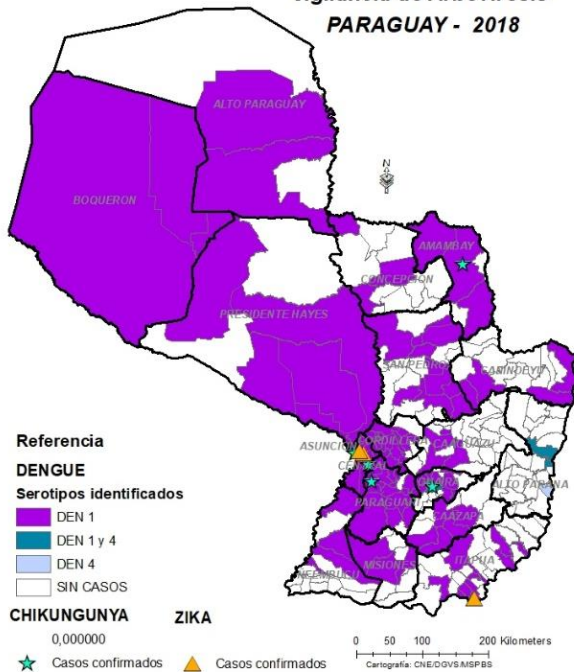 PARAGUAY - 2018
ALTO PARAGUAY
BOQUERON
N
AMAMBAY
CONCEPCION
PRESIDENTE HAYES
SAN PEDRO
CANINDEYU
ASUNCION
CORDILLERA
CAAGUAZU
CENTRAL
ALTO PARANA
GUAIRA
PARAGUARI
CAAZAPA
ITAPUA
MISIONES
ÑEEMBUCU
Referencia
DENGUE
Serotipos identificados
DEN 1
DEN 1 y 4
DEN 4
SIN CASOS
CHIKUNGUNYA ZIKA
0,000000
Casos confirmados Casos confirmados
0 50 100 200 Kilometers
Cartografía: CNE/DGVS/MSPBS